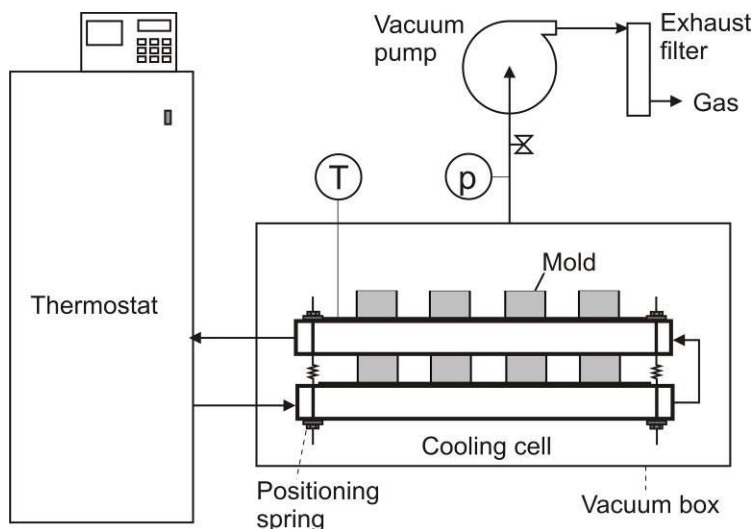 Vacuum
pump
Exhaust
filter
Gas
T
p
Mold
Thermostat
Cooling cell
Positioning
spring
Vacuum box